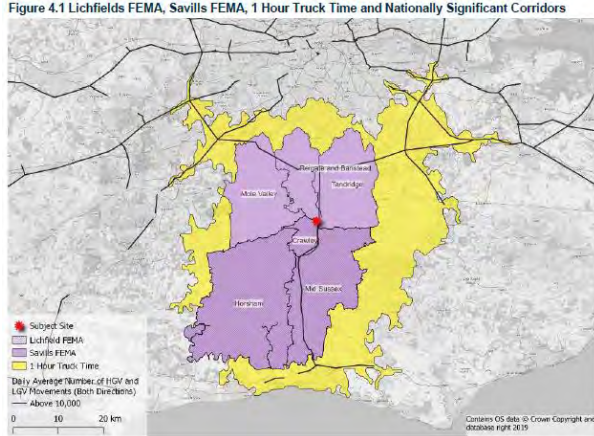 Figure 4.1 Lichfields FEMA, Savills FEMA, 1 Hour Truck Time and Nationally Significant Corridors
Reigate and Banstead
Tandridge
Mole Valley
Crawley
Horsham
Mid Sussex
Subject Site
Lichfield FEMA
Savills FEMA
1 Hour Truck Time
Daily Average Number of HGV and
LGV Movements (Both Directions)
Above 10,000
0 10 20 km
Contains OS data © Crown Copyright and
database right 2019